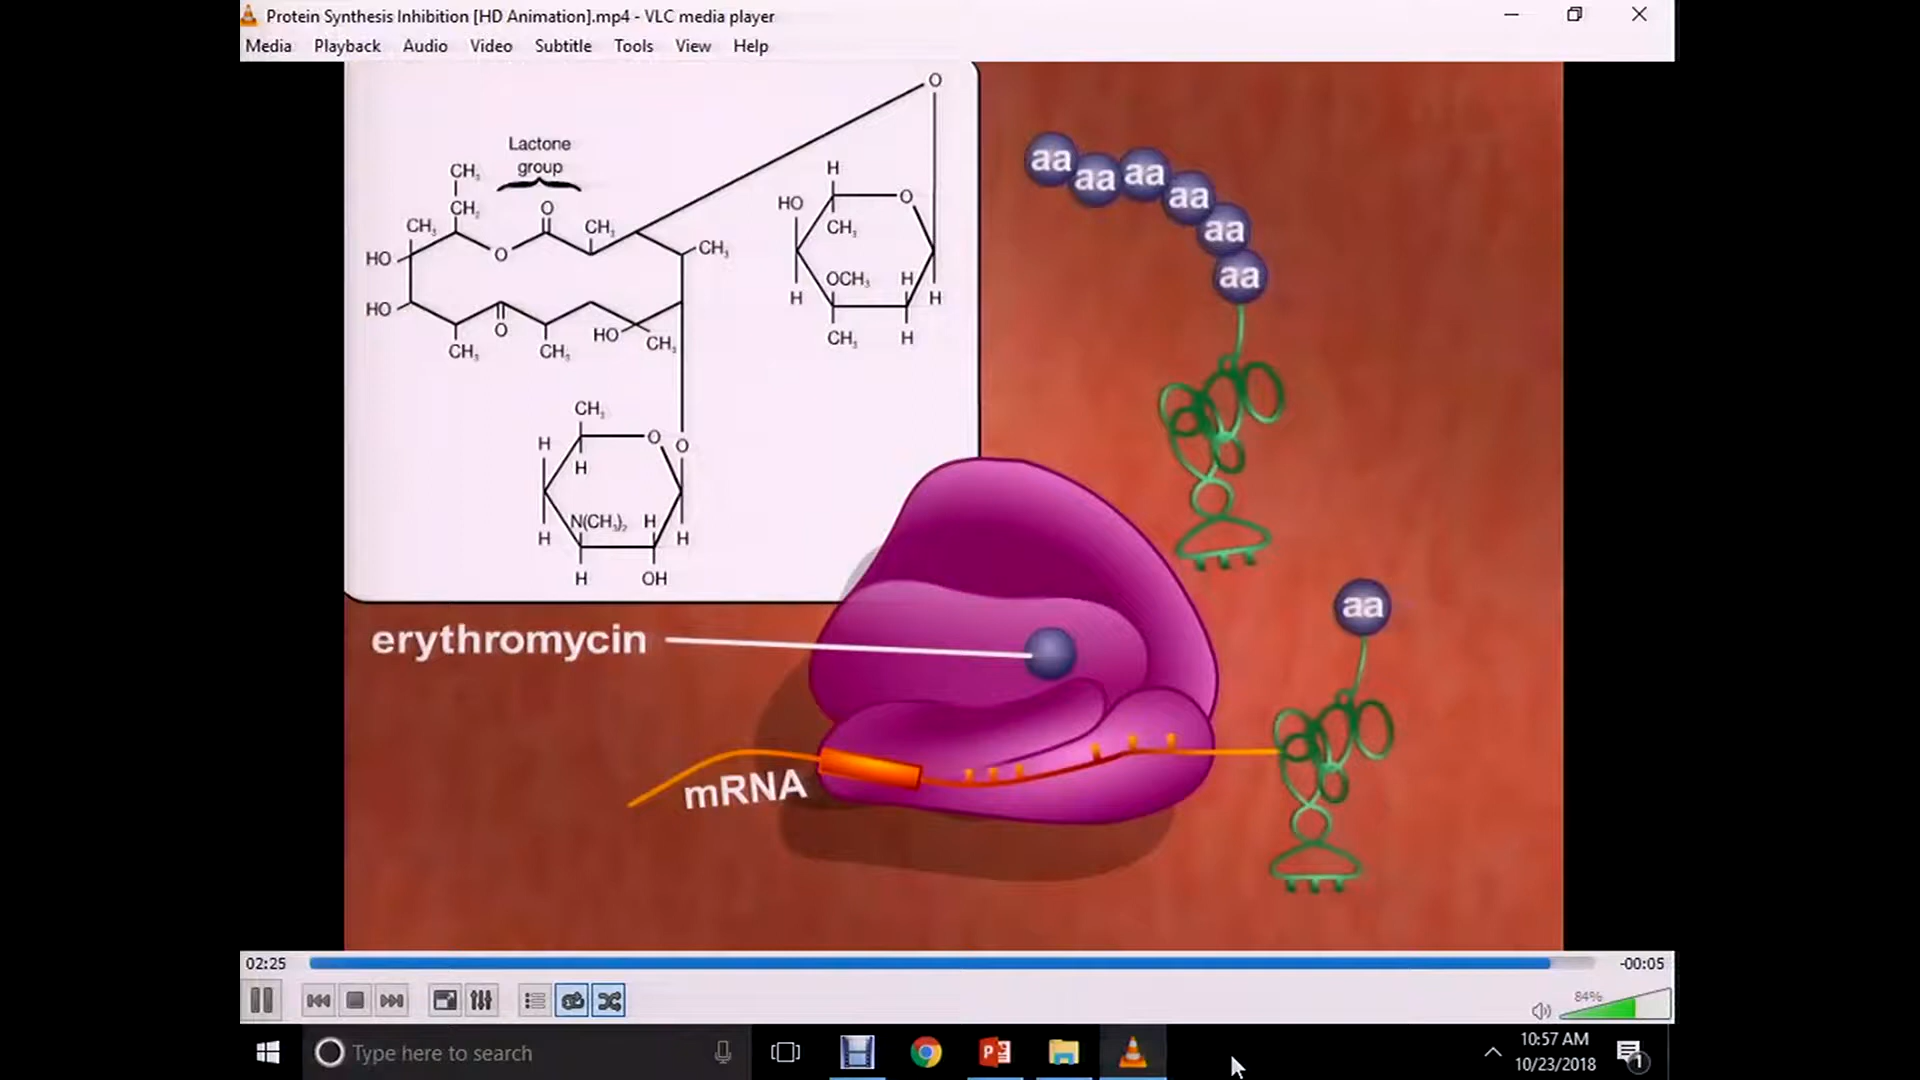 Protein Synthesis Inhibition [HD Animation].mp4 - VLC media player
Media Playback Audio Video Subtitle Tools View Help
O
Lactone
group
CH₃
CH₂
O
CH₃
CH₃
HO
O
CH₃
HO
O
HO
CH₃
CH₃
CH₃
H
HO
O
CH₃
OCH₃
H
H
H
CH₃
H
CH₃
H
O
O
H
N(CH₃)₂
H
H
H
H
OH
aa
aa
aa
aa
aa
aa
erythromycin
aa
mRNA
02:25
-00:05
84%
Type here to search
10:57 AM
10/23/2018
1